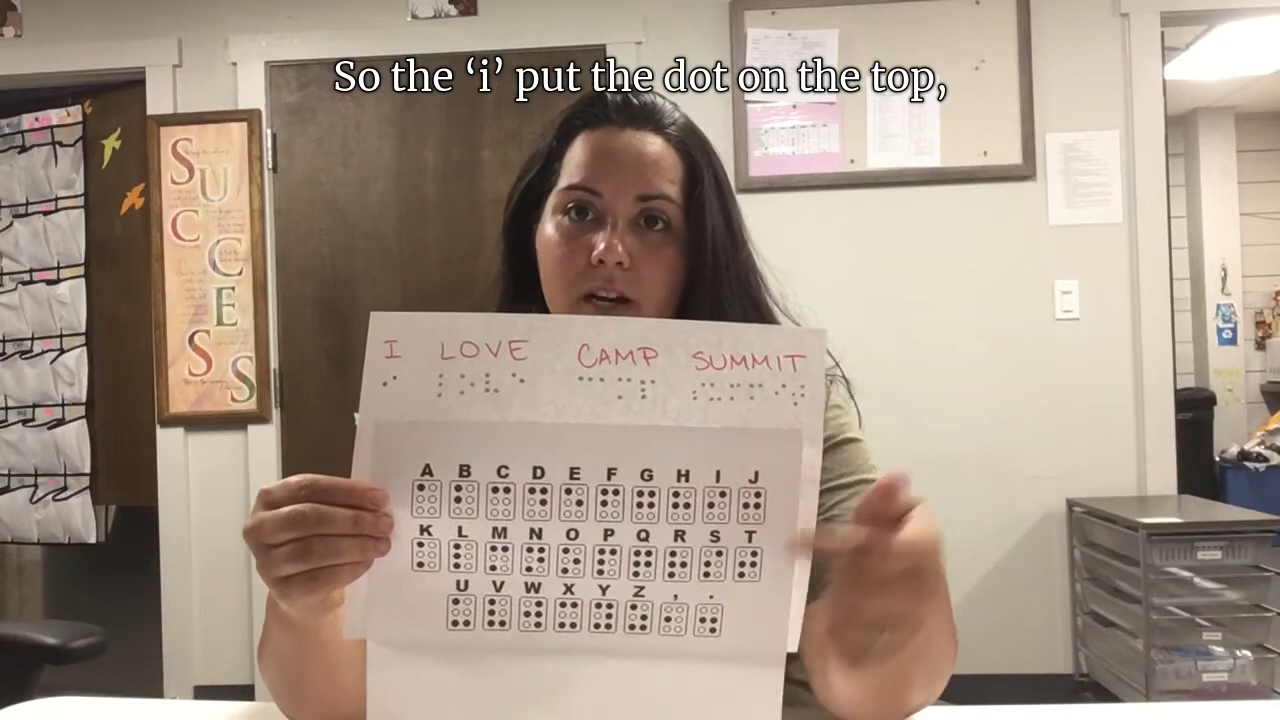 So the ‘i’ put the dot on the top,
SUCCESS
I LOVE CAMP SUMMIT
A B C D E F G H I J
K L M N O P Q R S T
U V W X Y Z , .